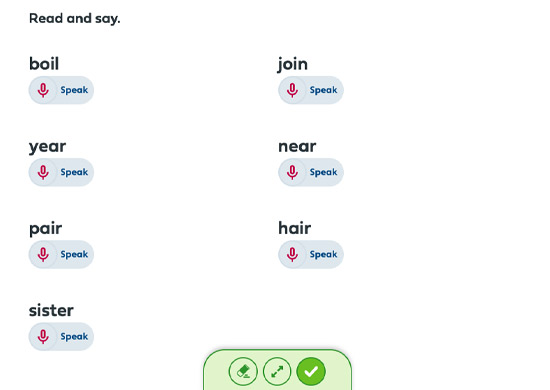 Read and say.
boil
join
Speak
Speak
year
near
Speak
Speak
pair
hair
Speak
Speak
sister
Speak